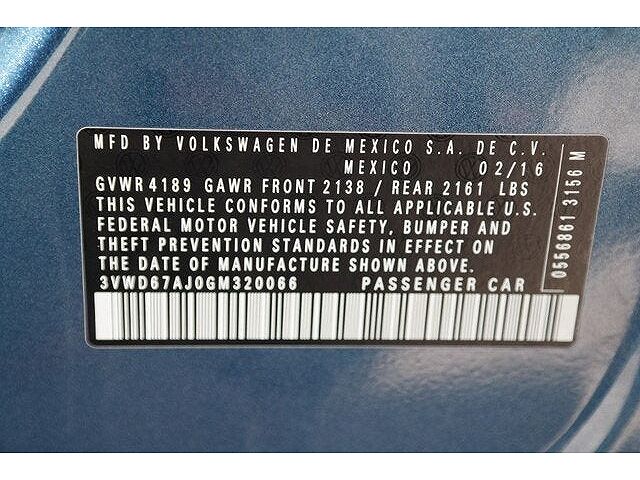 MFD BY VOLKSWAGEN DE MEXICO S.A. DE C.V.
MEXICO 02/16
GVWR 4189 GAWR FRONT 2138 / REAR 2161 LBS
THIS VEHICLE CONFORMS TO ALL APPLICABLE U.S.
FEDERAL MOTOR VEHICLE SAFETY, BUMPER AND
THEFT PREVENTION STANDARDS IN EFFECT ON
THE DATE OF MANUFACTURE SHOWN ABOVE.
3VWD67AJ0GM320066 PASSENGER CAR
0556861 3156 M